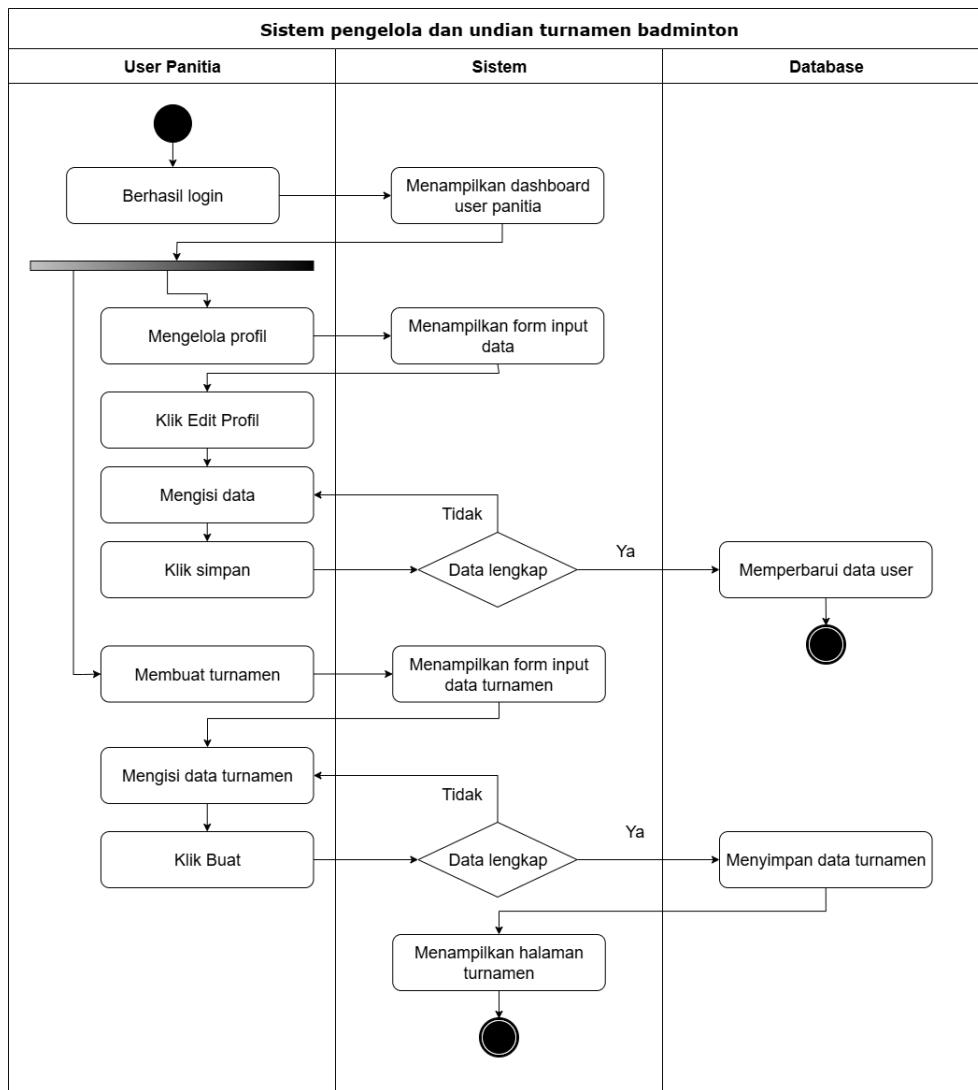 Sistem pengelola dan undian turnamen badminton
User Panitia
Sistem
Database
Berhasil login
Menampilkan dashboard
user panitia
Mengelola profil
Menampilkan form input
data
Klik Edit Profil
Mengisi data
Tidak
Klik simpan
Data lengkap
Ya
Memperbarui data user
Membuat turnamen
Menampilkan form input
data turnamen
Mengisi data turnamen
Tidak
Klik Buat
Data lengkap
Ya
Menyimpan data turnamen
Menampilkan halaman
turnamen